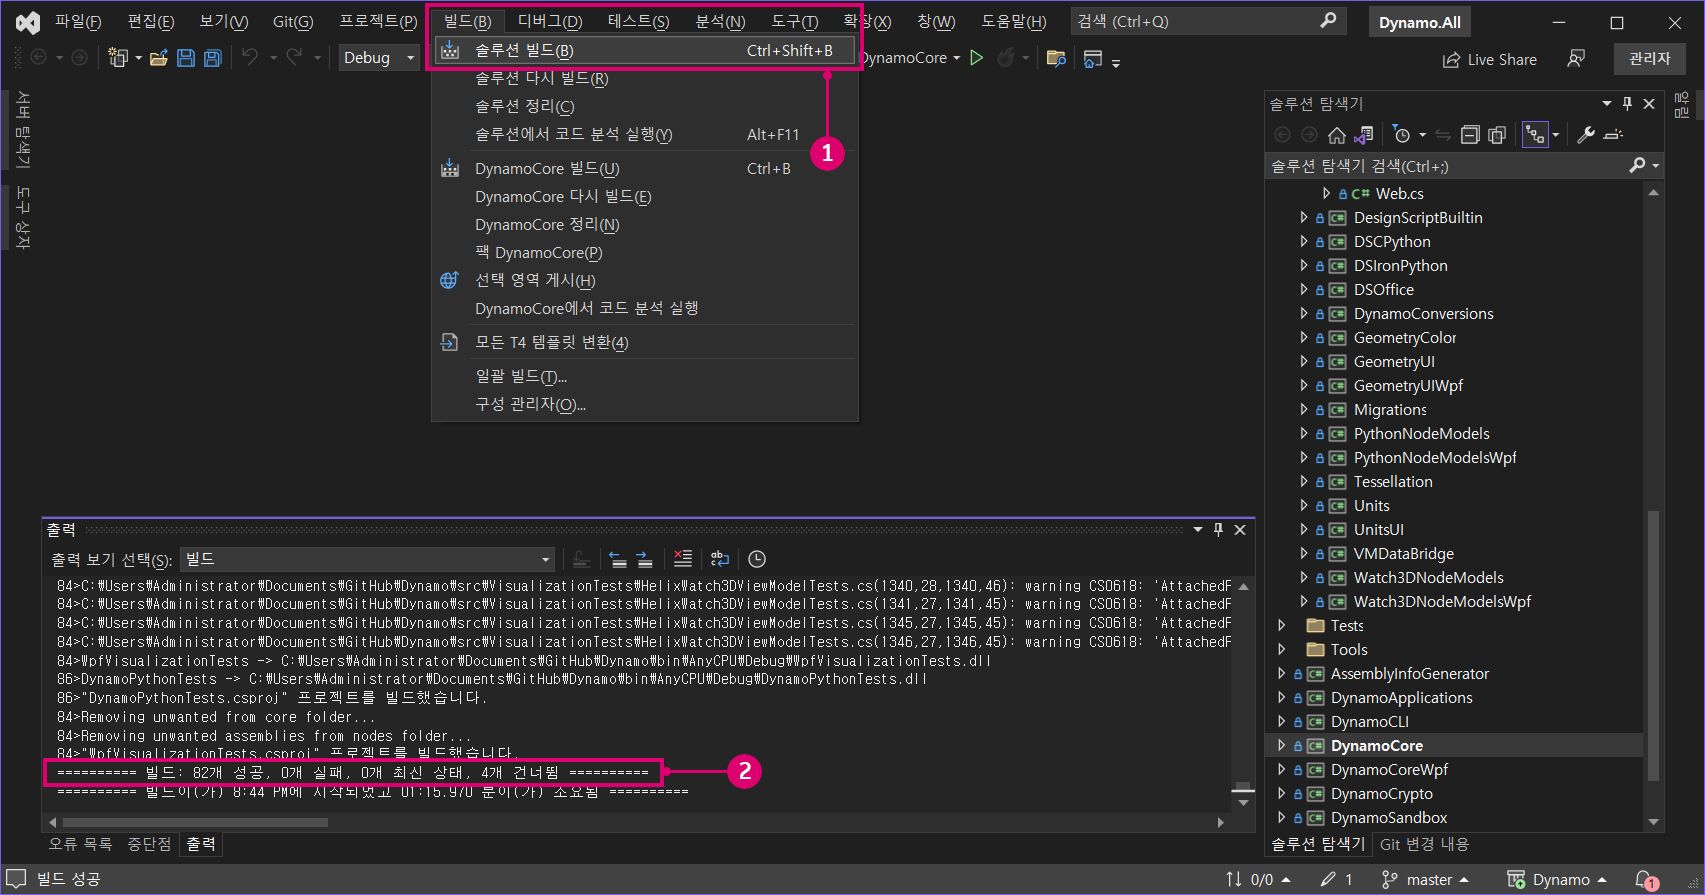 파일(F) 편집(E) 보기(V) Git(G) 프로젝트(P) 빌드(B) 디버그(D) 테스트(S) 분석(N) 도구(T) 확장(X) 창(W) 도움말(H) 검색 (Ctrl+Q) Dynamo.All
Debug DynamoCore Live Share 관리자
솔루션 빌드(B) Ctrl+Shift+B
솔루션 다시 빌드(R)
솔루션 정리(C)
솔루션에서 코드 분석 실행(Y) Alt+F11
1
DynamoCore 빌드(U) Ctrl+B
DynamoCore 다시 빌드(E)
DynamoCore 정리(N)
팩 DynamoCore(P)
선택 영역 게시(H)
DynamoCore에서 코드 분석 실행
모든 T4 템플릿 변환(4)
일괄 빌드(T)...
구성 관리자(O)...
서버 탐색기
도구 상자
알림
솔루션 탐색기
솔루션 탐색기 검색(Ctrl+;)
C# Web.cs
C# DesignScriptBuiltin
C# DSCPython
C# DSIronPython
C# DSOffice
C# DynamoConversions
C# GeometryColor
C# GeometryUI
C# GeometryUIWpf
C# Migrations
C# PythonNodeModels
C# PythonNodeModelsWpf
C# Tessellation
C# Units
C# UnitsUI
C# VMDataBridge
C# Watch3DNodeModels
C# Watch3DNodeModelsWpf
Tests
Tools
C# AssemblyInfoGenerator
C# DynamoApplications
C# DynamoCLI
C# DynamoCore
C# DynamoCoreWpf
C# DynamoCrypto
C# DynamoSandbox
솔루션 탐색기 Git 변경 내용
출력
출력 보기 선택(S): 빌드
84>C:₩Users₩Administrator₩Documents₩GitHub₩Dynamo₩src₩VisualizationTests₩HelixWatch3DViewModelTests.cs(1340,28,1340,46): warning CS0618: 'AttachedF
84>C:₩Users₩Administrator₩Documents₩GitHub₩Dynamo₩src₩VisualizationTests₩HelixWatch3DViewModelTests.cs(1341,27,1341,45): warning CS0618: 'AttachedF
84>C:₩Users₩Administrator₩Documents₩GitHub₩Dynamo₩src₩VisualizationTests₩HelixWatch3DViewModelTests.cs(1345,27,1345,45): warning CS0618: 'AttachedF
84>C:₩Users₩Administrator₩Documents₩GitHub₩Dynamo₩src₩VisualizationTests₩HelixWatch3DViewModelTests.cs(1346,27,1346,45): warning CS0618: 'AttachedF
84>WpfVisualizationTests -> C:₩Users₩Administrator₩Documents₩GitHub₩Dynamo₩bin₩AnyCPU₩Debug₩WpfVisualizationTests.dll
86>DynamoPythonTests -> C:₩Users₩Administrator₩Documents₩GitHub₩Dynamo₩bin₩AnyCPU₩Debug₩DynamoPythonTests.dll
86>"DynamoPythonTests.csproj" 프로젝트를 빌드했습니다.
84>Removing unwanted from core folder...
84>Removing unwanted assemblies from nodes folder...
84>"WpfVisualizationTests.csproj" 프로젝트를 빌드했습니다.
========== 빌드: 82개 성공, 0개 실패, 0개 최신 상태, 4개 건너뜀 ==========
2
========== 빌드이(가) 8:44 PM에 시작되었고 01:15.970 분이(가) 소요됨 ==========
오류 목록 중단점 출력
빌드 성공 0/0 1 master Dynamo 1